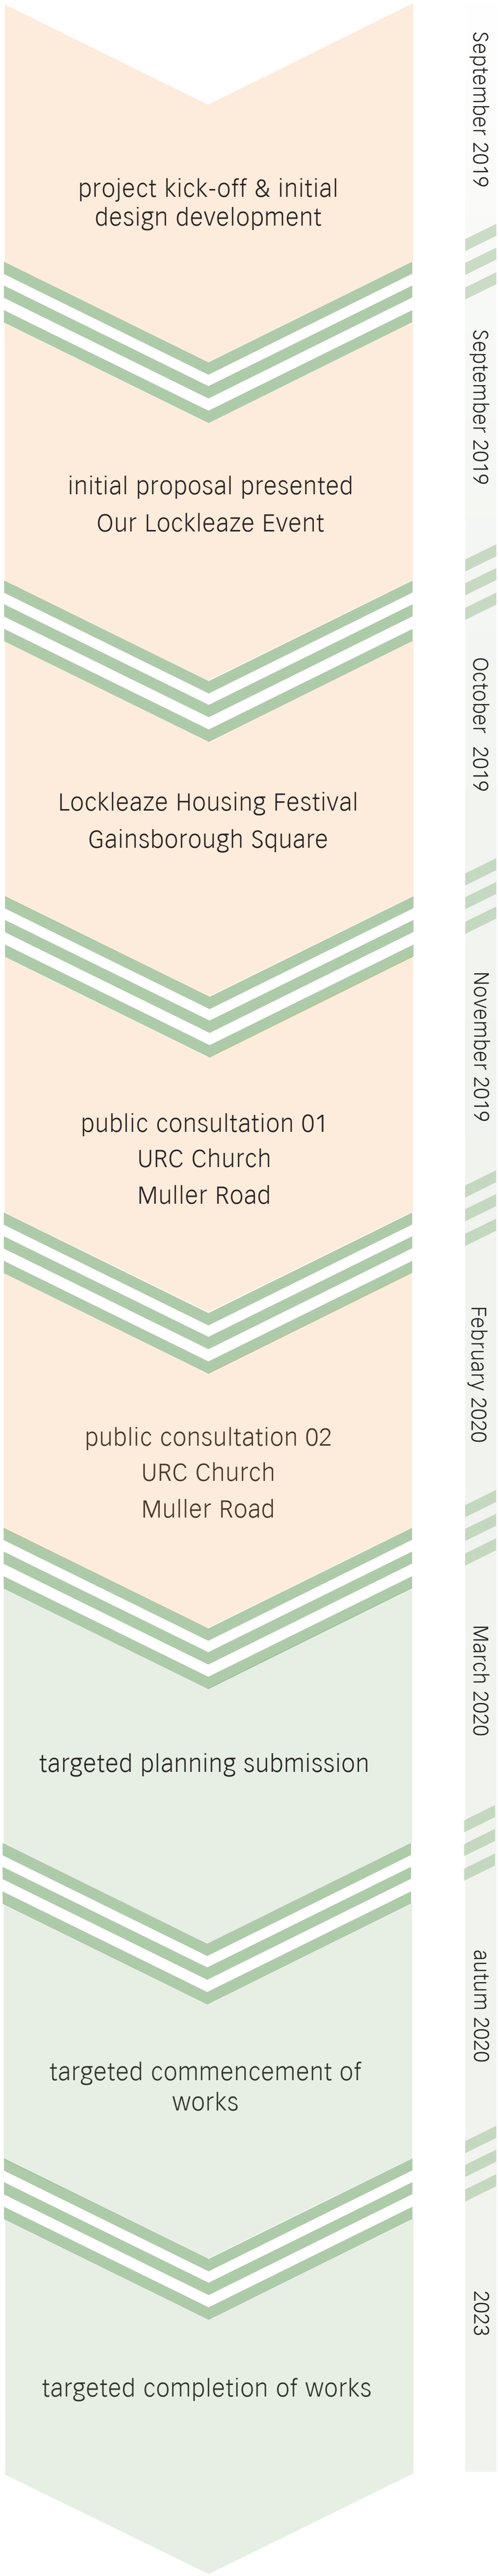 project kick-off & initial
design development
September 2019
initial proposal presented
Our Lockleaze Event
September 2019
Lockleaze Housing Festival
Gainsborough Square
October 2019
public consultation 01
URC Church
Muller Road
November 2019
public consultation 02
URC Church
Muller Road
February 2020
targeted planning submission
March 2020
targeted commencement of
works
autum 2020
targeted completion of works
2023